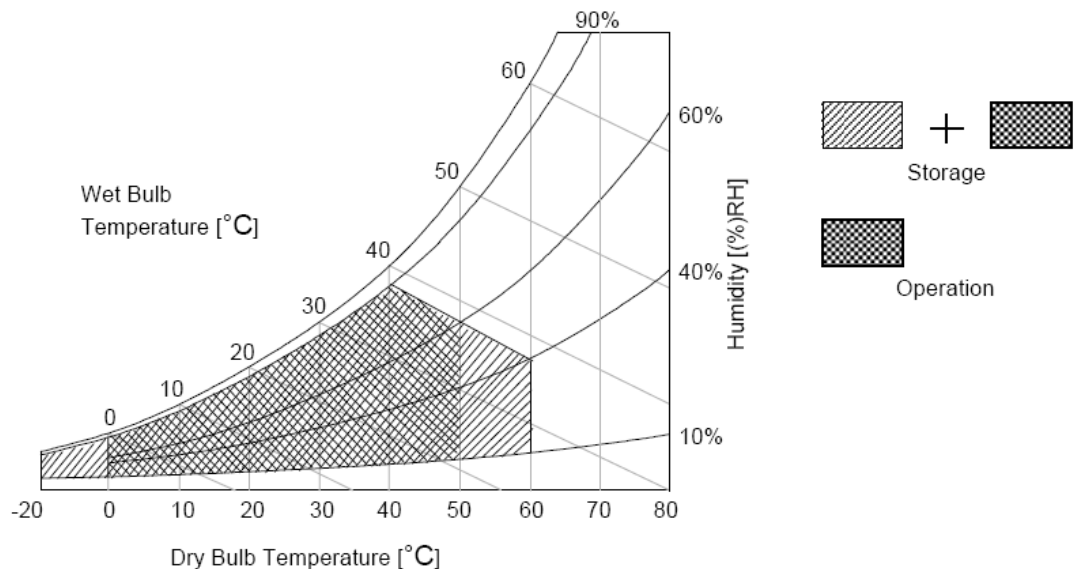 90%
60
60%
50
Storage
Wet Bulb
Temperature [°C]
40
40%
Humidity [(%)RH]
30
Operation
20
10
0
10%
-20 0 10 20 30 40 50 60 70 80
Dry Bulb Temperature [°C]